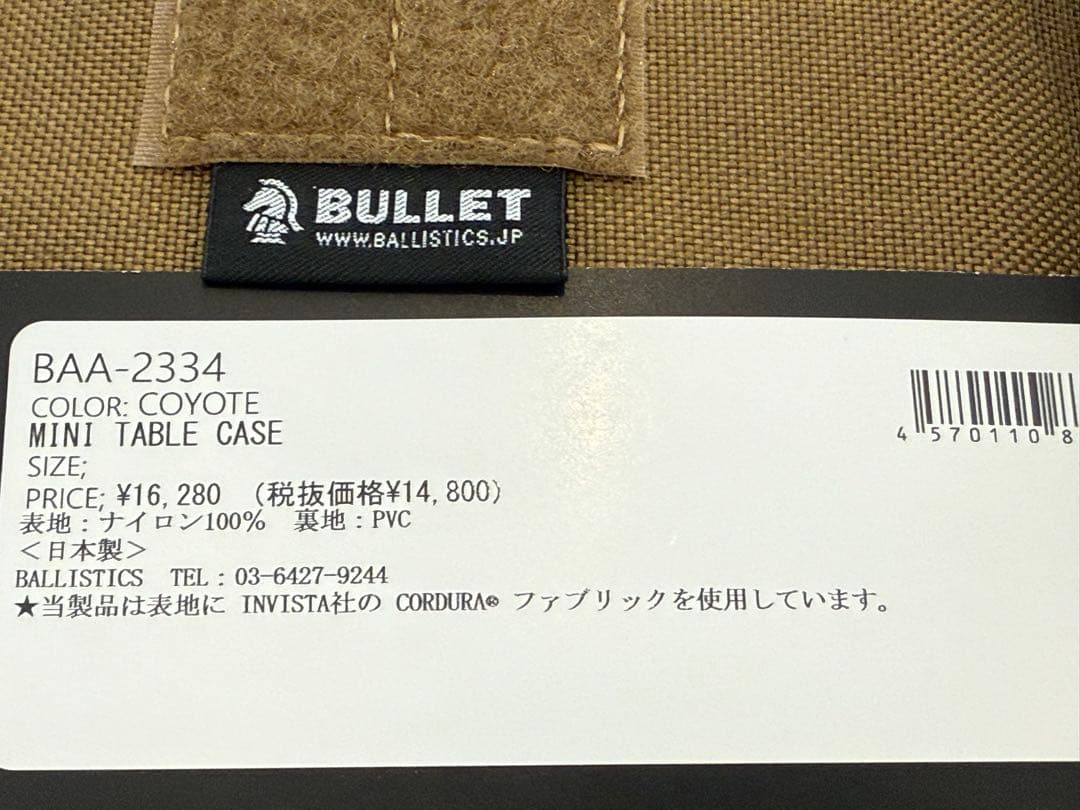 BULLET
WWW.BALLISTICS.JP
BAA-2334
COLOR: COYOTE
MINI TABLE CASE
SIZE;
PRICE; ¥16,280 (税抜価格¥14,800)
表地:ナイロン100% 裏地:PVC
<日本製>
BALLISTICS TEL:03-6427-9244
★当製品は表地に INVISTA社の CORDURA® ファブリックを使用しています。
4 570110 8